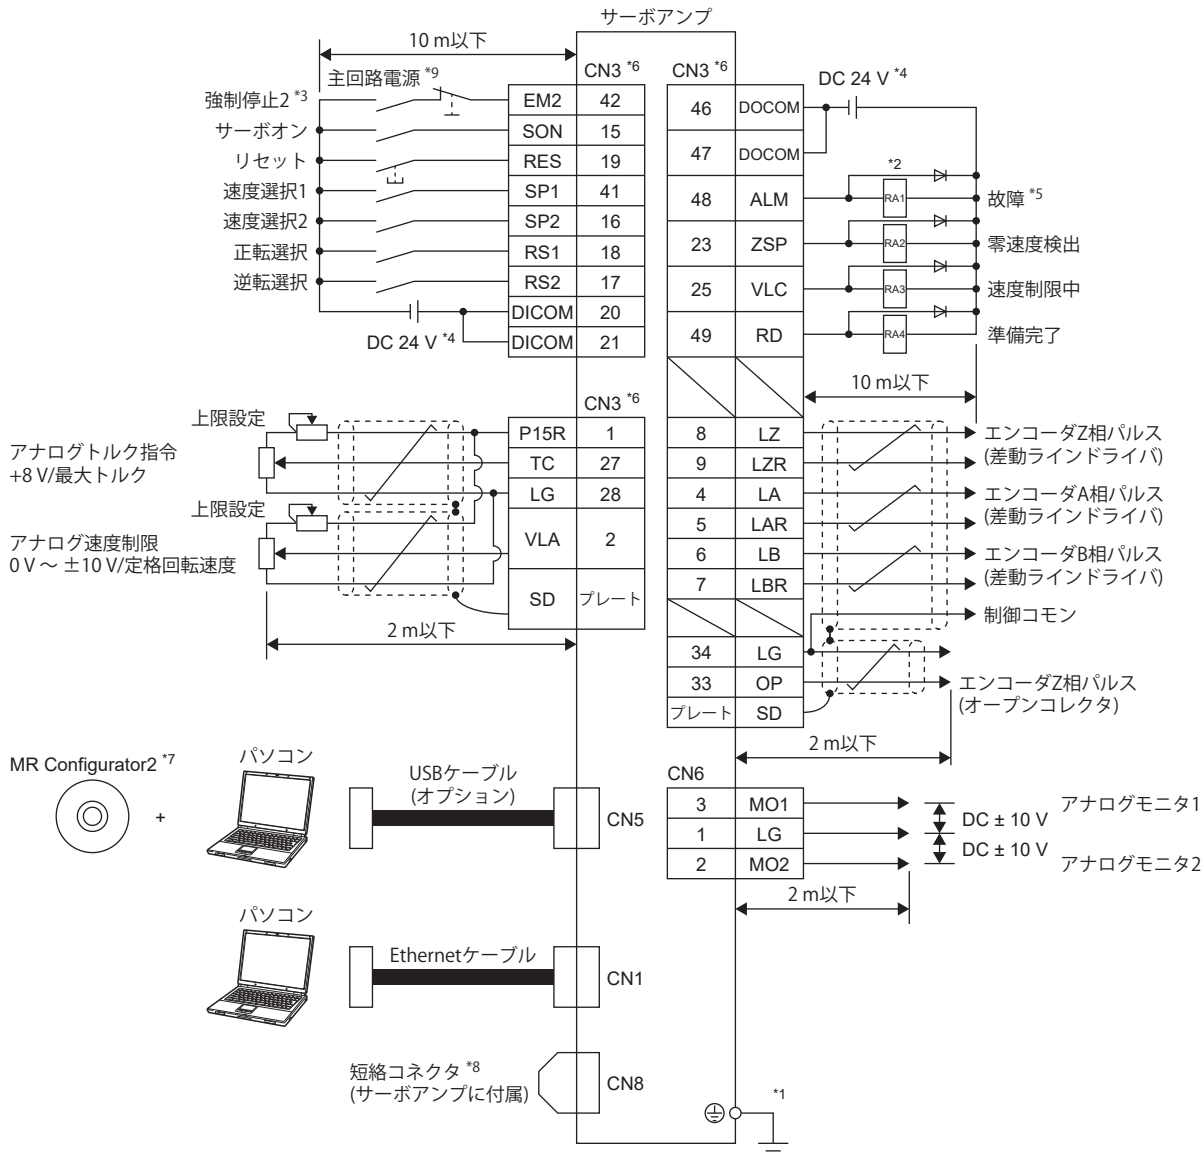 サーボアンプ
10 m以下
CN3 *6
主回路電源 *9
強制停止2 *3
EM2 42
サーボオン
SON 15
リセット
RES 19
速度選択1
SP1 41
速度選択2
SP2 16
正転選択
RS1 18
逆転選択
RS2 17
DICOM 20
DC 24 V *4
DICOM 21
CN3 *6
DC 24 V *4
46 DOCOM
47 DOCOM
*2
48 ALM
RA1
故障 *5
23 ZSP
RA2
零速度検出
25 VLC
RA3
速度制限中
49 RD
RA4
準備完了
10 m以下
CN3 *6
上限設定
アナログトルク指令
+8 V/最大トルク
P15R 1
TC 27
LG 28
上限設定
アナログ速度制限
0 V ～ ±10 V/定格回転速度
VLA 2
SD プレート
2 m以下
8 LZ
エンコーダZ相パルス
9 LZR
(差動ラインドライバ)
4 LA
エンコーダA相パルス
5 LAR
(差動ラインドライバ)
6 LB
エンコーダB相パルス
7 LBR
(差動ラインドライバ)
制御コモン
34 LG
33 OP
エンコーダZ相パルス
(オープンコレクタ)
プレート SD
2 m以下
MR Configurator2 *7
+
パソコン
USBケーブル
(オプション)
CN5
CN6
3 MO1
アナログモニタ1
DC ± 10 V
1 LG
DC ± 10 V
2 MO2
アナログモニタ2
2 m以下
パソコン
Ethernetケーブル
CN1
短絡コネクタ *8
(サーボアンプに付属)
CN8
*1